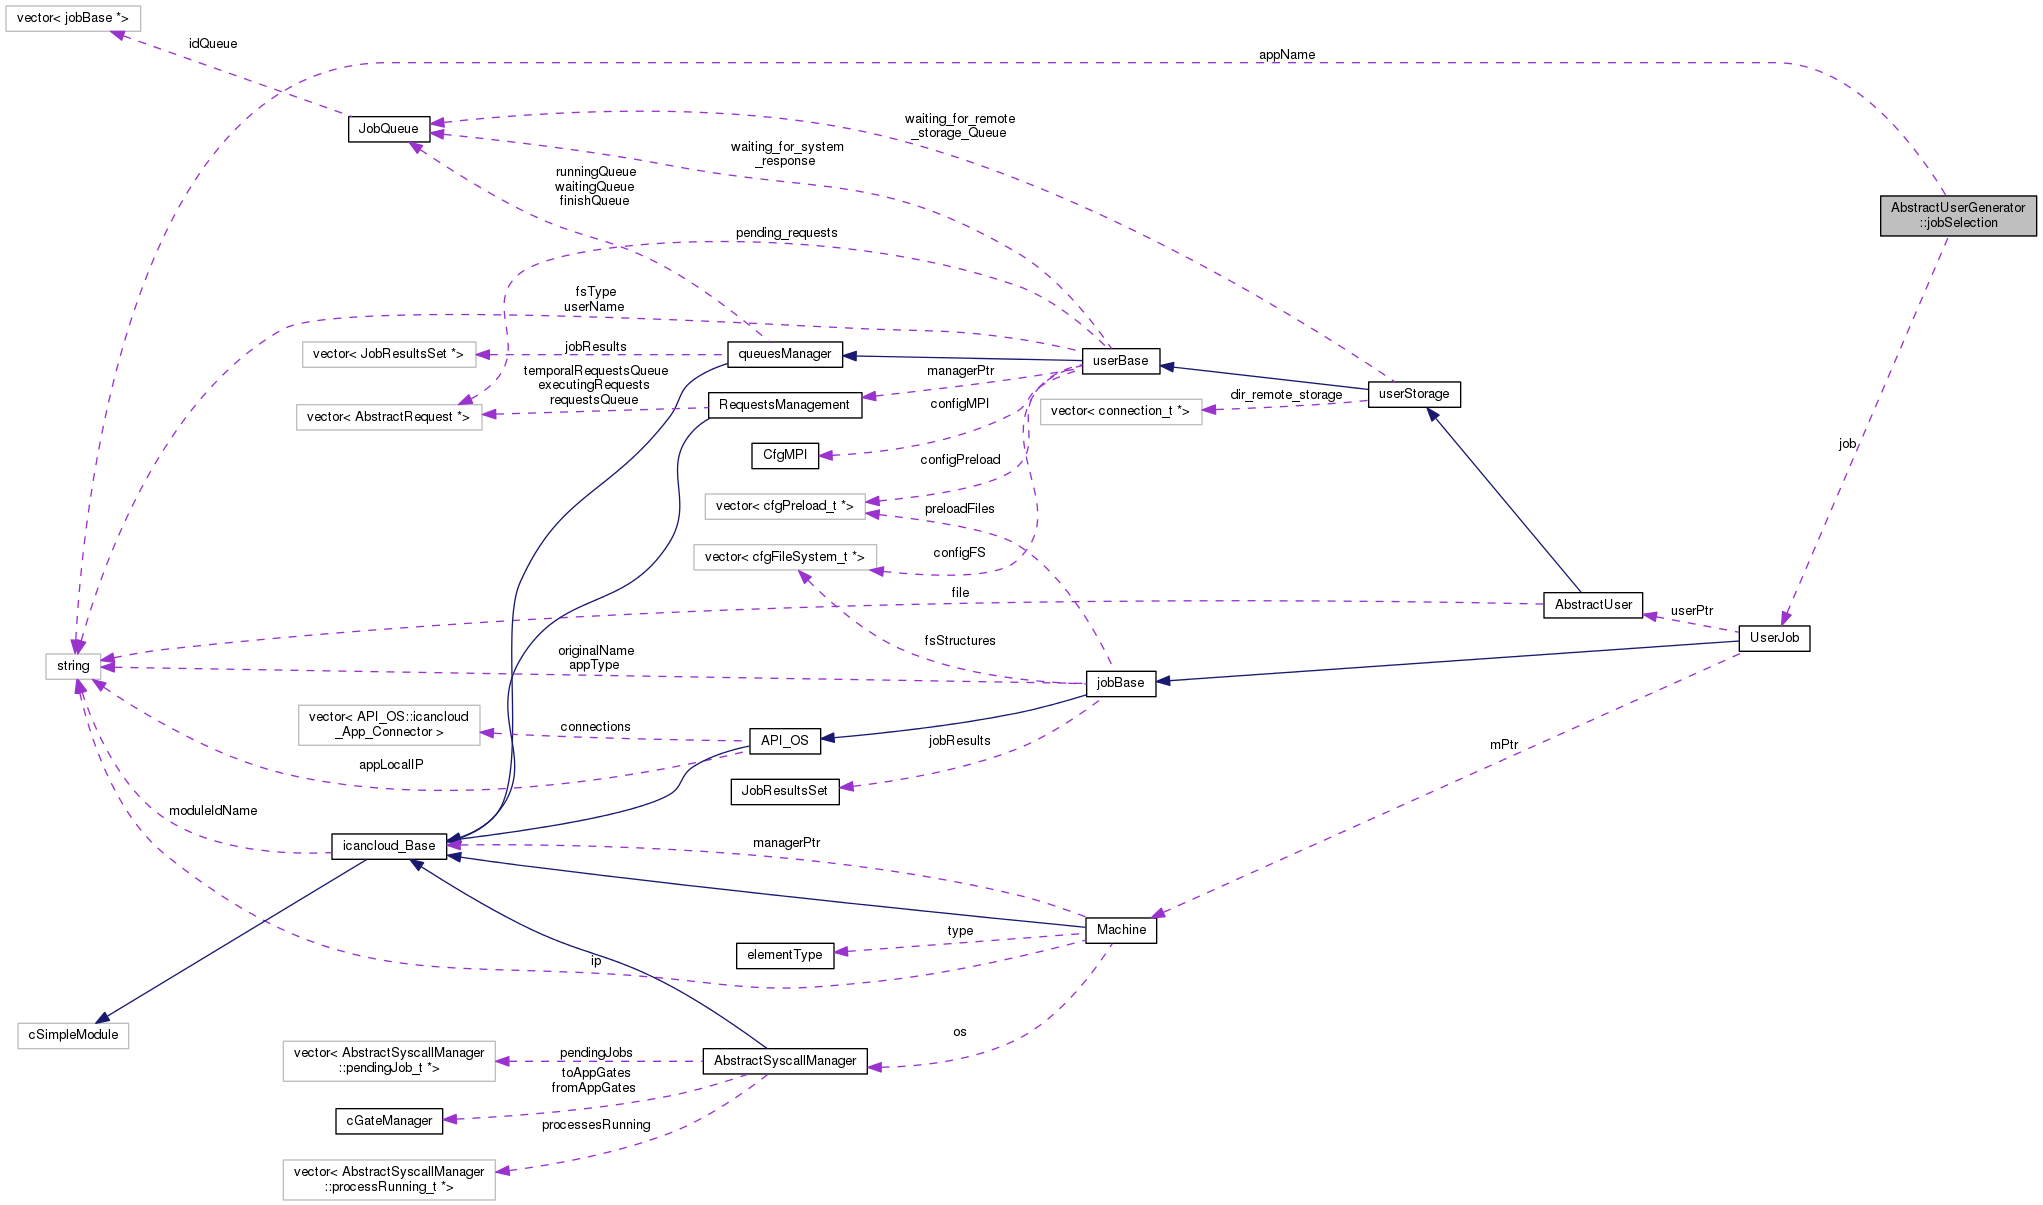 vector< jobBase *>
idQueue
appName
JobQueue
waiting_for_remote
_storage_Queue
waiting_for_system
_response
runningQueue
waitingQueue
finishQueue
AbstractUserGenerator
::jobSelection
pending_requests
fsType
userName
vector< JobResultsSet *>
jobResults
queuesManager
userBase
temporalRequestsQueue
executingRequests
requestsQueue
managerPtr
vector< AbstractRequest *>
RequestsManagement
configMPI
vector< connection_t *>
dir_remote_storage
userStorage
CfgMPI
configPreload
job
vector< cfgPreload_t *>
preloadFiles
vector< cfgFileSystem_t *>
configFS
file
AbstractUser
userPtr
UserJob
fsStructures
string
originalName
appType
jobBase
vector< API_OS::icancloud
_App_Connector >
connections
API_OS
jobResults
mPtr
appLocalIP
JobResultsSet
moduleIdName
icancloud_Base
managerPtr
Machine
type
elementType
ip
cSimpleModule
os
vector< AbstractSyscallManager
::pendingJob_t *>
pendingJobs
AbstractSyscallManager
toAppGates
fromAppGates
cGateManager
processesRunning
vector< AbstractSyscallManager
::processRunning_t *>